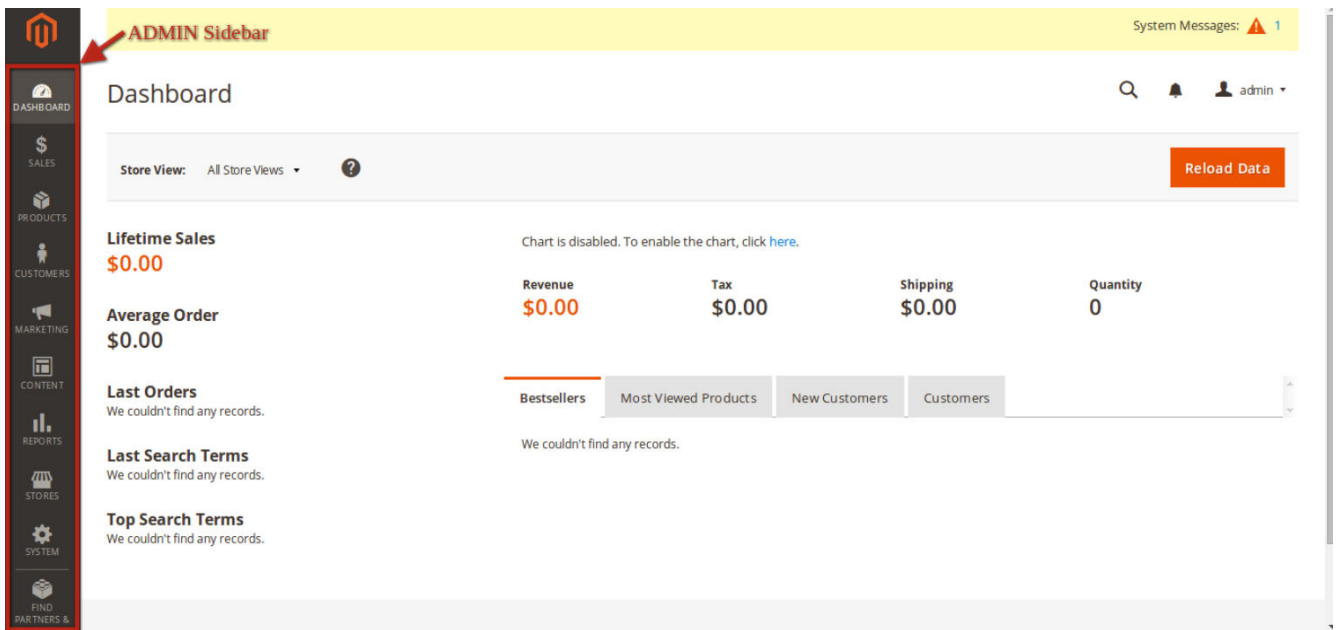 ADMIN Sidebar
System Messages: 1
DASHBOARD
SALES
PRODUCTS
CUSTOMERS
MARKETING
CONTENT
REPORTS
STORES
SYSTEM
FIND
PARTNERS &
Dashboard
admin
Store View: All Store Views
?
Reload Data
Lifetime Sales
$0.00
Average Order
$0.00
Last Orders
We couldn't find any records.
Last Search Terms
We couldn't find any records.
Top Search Terms
We couldn't find any records.
Chart is disabled. To enable the chart, click here.
Revenue Tax Shipping Quantity
$0.00 $0.00 $0.00 0
Bestsellers Most Viewed Products New Customers Customers
We couldn't find any records.